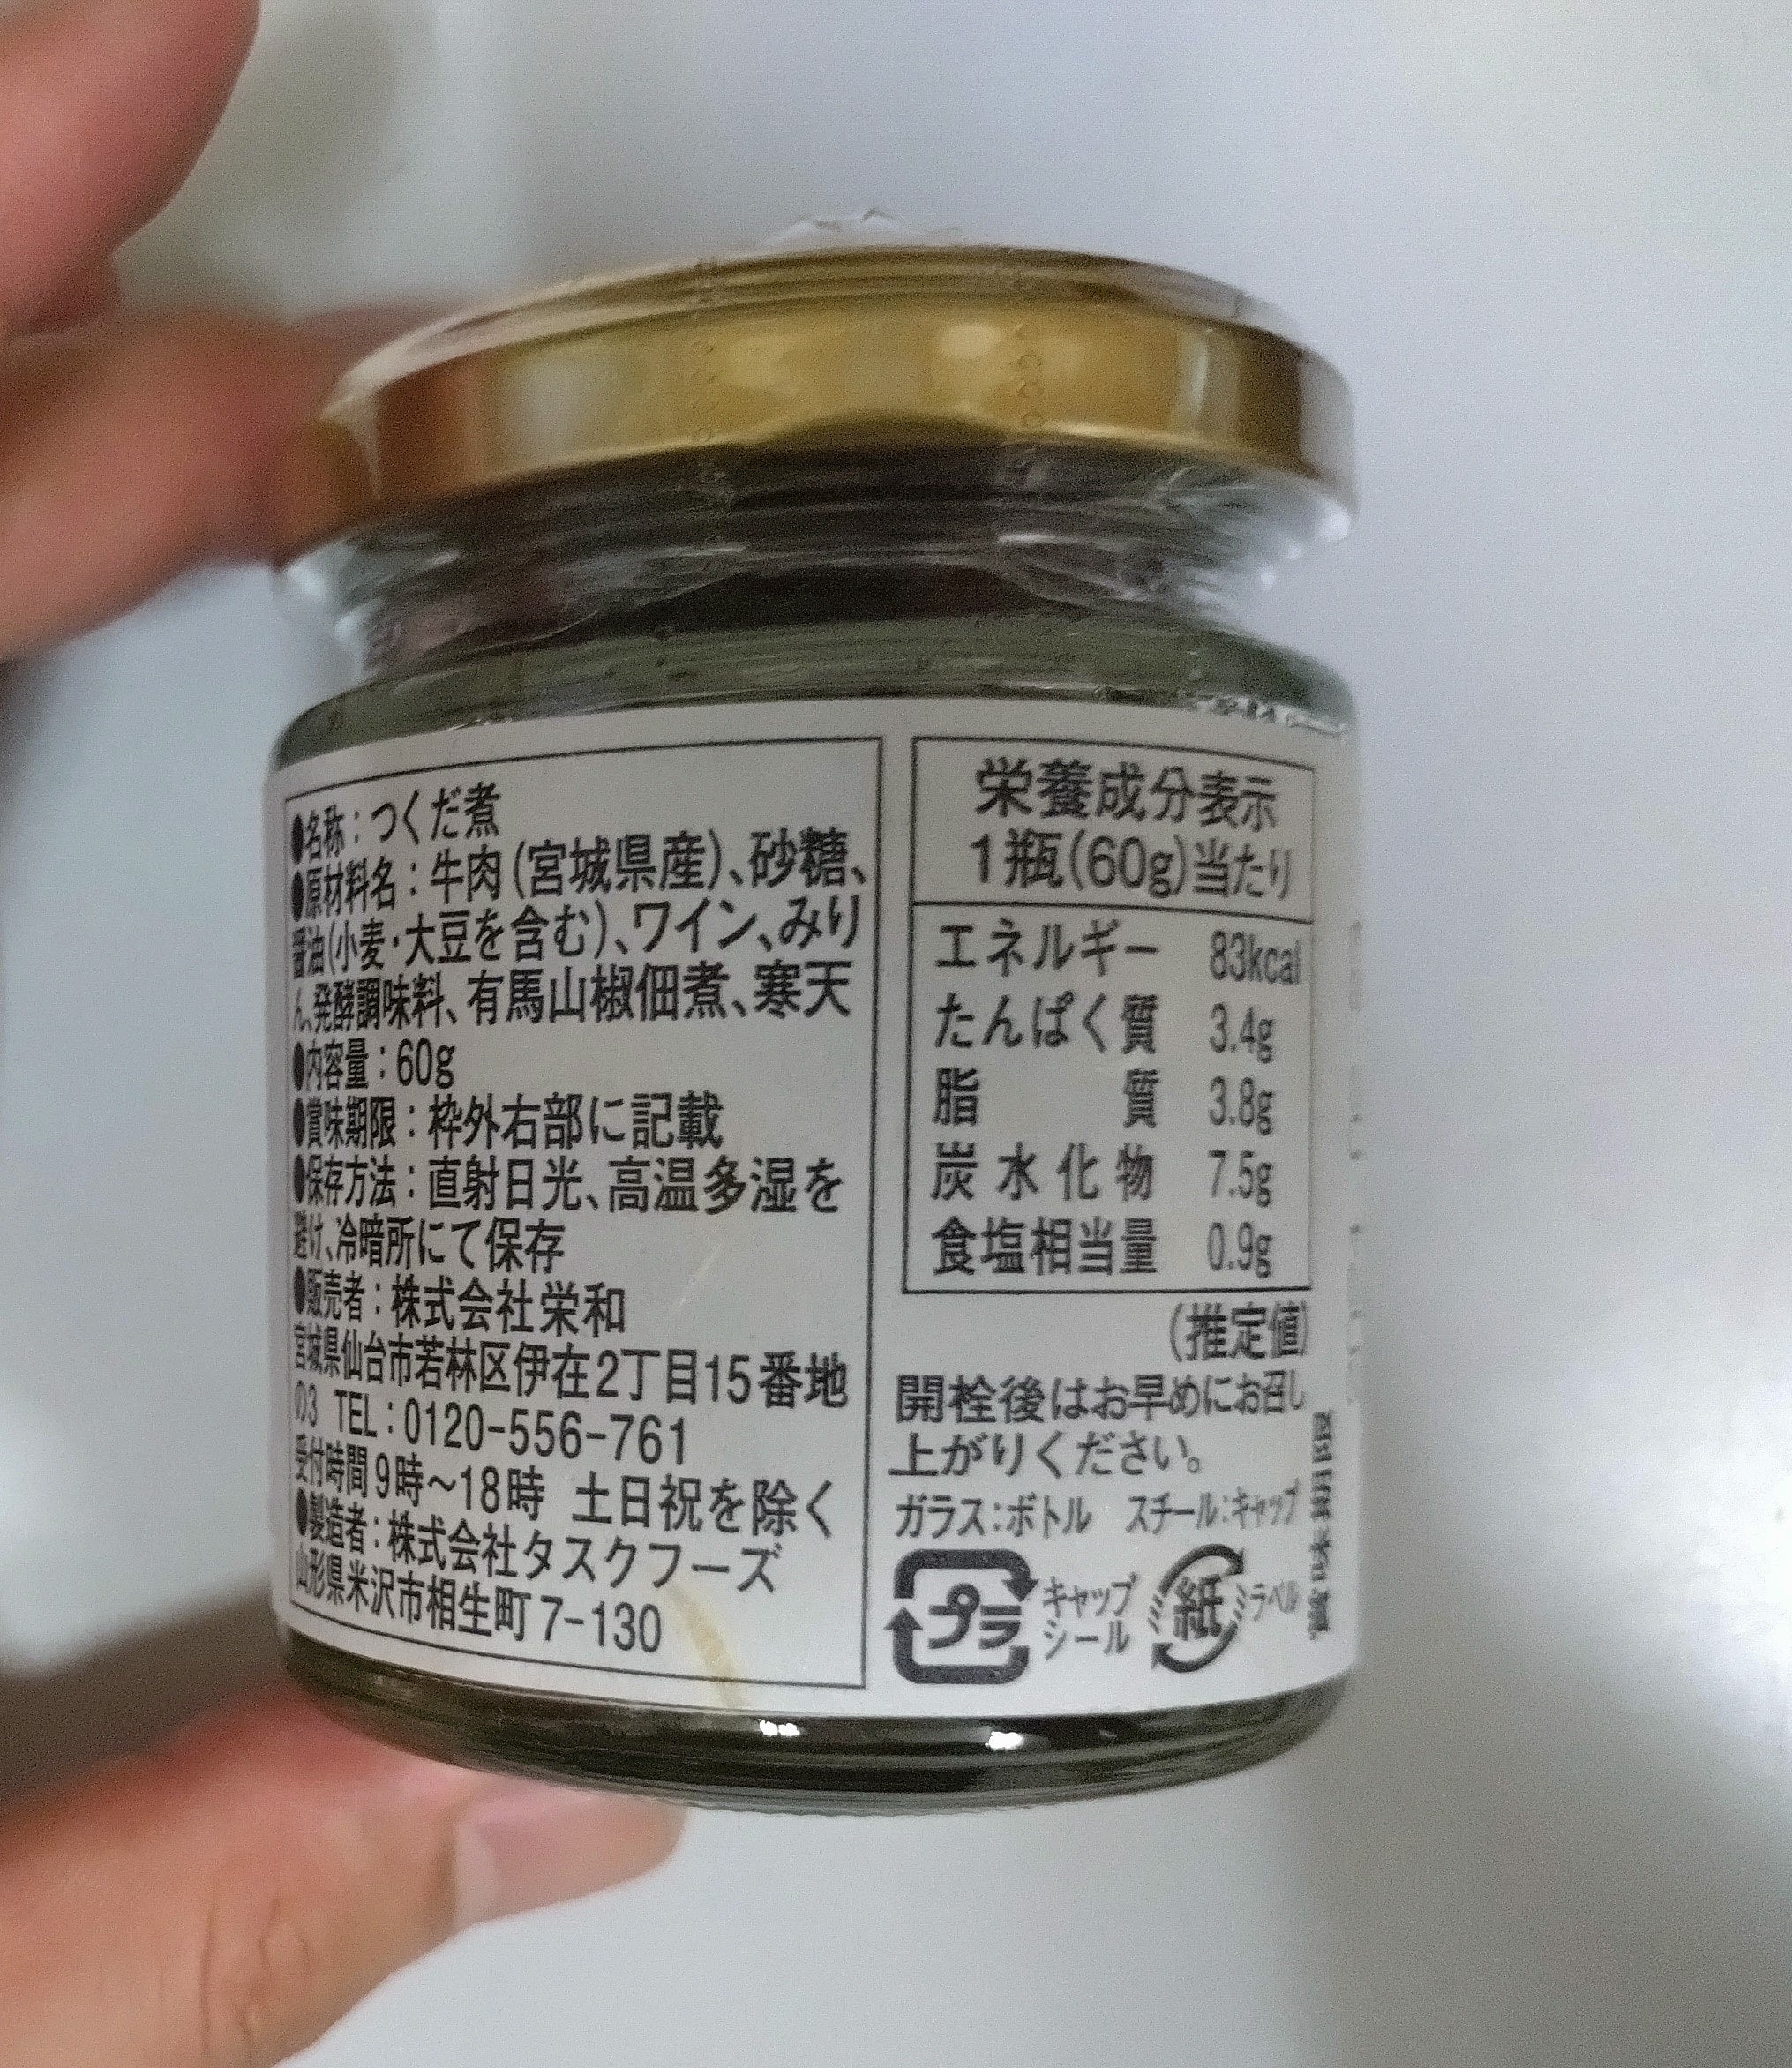 ●名称：つくだ煮
●原材料名：牛肉(宮城県産)、砂糖、
醤油(小麦・大豆を含む)、ワイン、みり
ん、発酵調味料、有馬山椒佃煮、寒天
●内容量：60g
●賞味期限：枠外右部に記載
●保存方法：直射日光、高温多湿を
避け、冷暗所にて保存
●販売者：株式会社栄和
宮城県仙台市若林区伊在2丁目15番地
の3 TEL：0120-556-761
受付時間9時〜18時 土日祝を除く
●製造者：株式会社タスクフーズ
山形県米沢市相生町7-130
栄養成分表示
1瓶(60g)当たり
エネルギー 83kcal
たんぱく質 3.4g
脂質 3.8g
炭水化物 7.5g
食塩相当量 0.9g
(推定値)
開栓後はお早めにお召し
上がりください。
ガラス：ボトル スチール：キャップ
プラ キャップ
シール
紙 ラベル